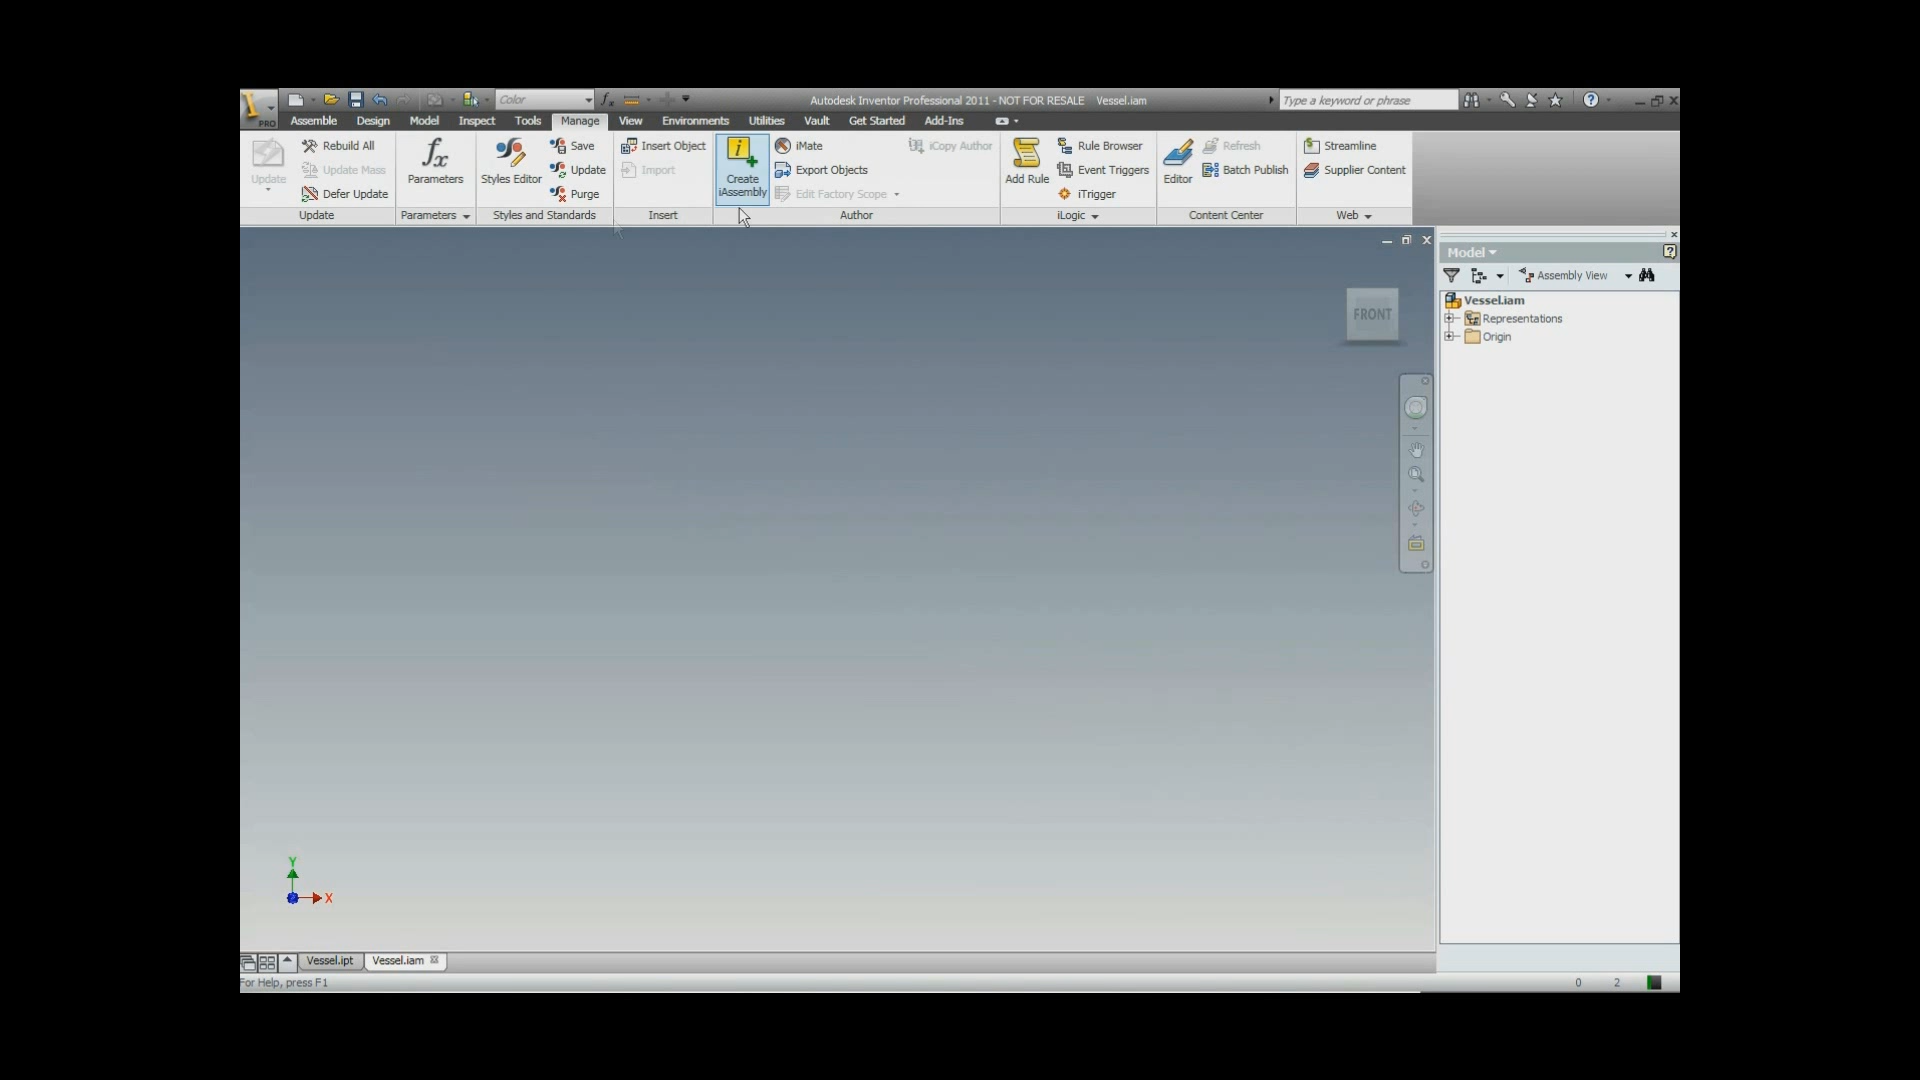 PRO
Color
Autodesk Inventor Professional 2011 - NOT FOR RESALE Vessel.iam
Type a keyword or phrase
Assemble Design Model Inspect Tools Manage View Environments Utilities Vault Get Started Add-Ins
Update
Rebuild All
Update Mass
Defer Update
Update
fx
Parameters
Parameters
Styles Editor
Save
Update
Purge
Styles and Standards
Insert Object
Import
Insert
Create
iAssembly
iMate
Export Objects
Edit Factory Scope
iCopy Author
Author
Add Rule
Rule Browser
Event Triggers
iTrigger
iLogic
Editor
Refresh
Batch Publish
Content Center
Streamline
Supplier Content
Web
FRONT
Model
Assembly View
Vessel.iam
Representations
Origin
Y
X
Vessel.ipt
Vessel.iam
For Help, press F1
0 2